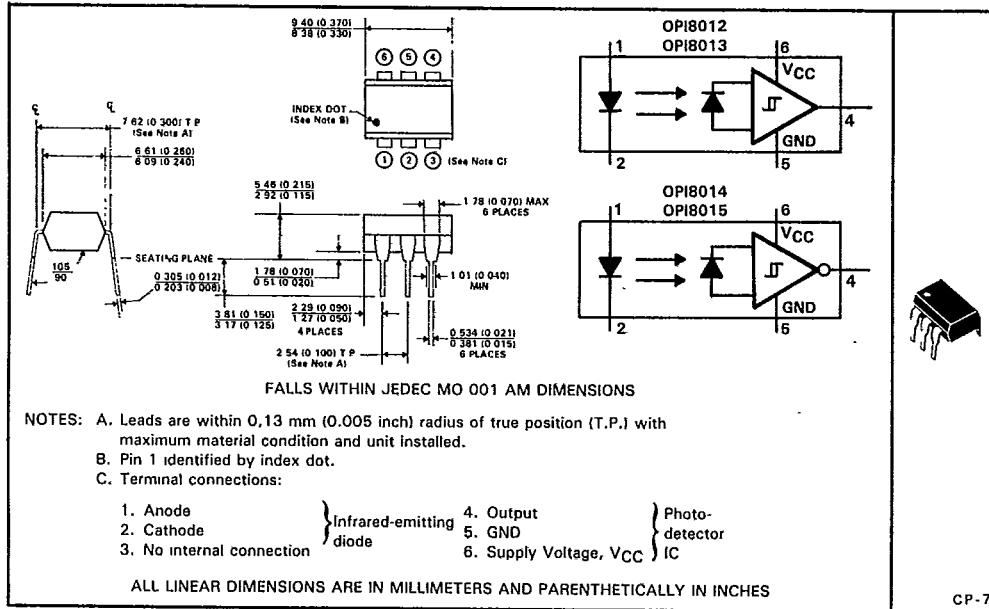 9 40 (0 370)
8 38 (0 330)
6 5 4
INDEX DOT
(See Note B)
1 2 3 (See Note C)
7 62 (0 300) T P
(See Note A)
6 61 (0 260)
6 09 (0 240)
105
90
SEATING PLANE
0 305 (0 012)
0 203 (0 008)
5 46 (0 215)
2 92 (0 115)
1 78 (0 070) MAX
6 PLACES
1 78 (0 070)
0 51 (0 020)
1 01 (0 040)
MIN
3 81 (0 150)
3 17 (0 125)
2 29 (0 090)
1 27 (0 050)
4 PLACES
0 534 (0 021)
0 381 (0 015)
6 PLACES
2 54 (0 100) T P
(See Note A)
OPI8012
OPI8013
1
6
VCC
4
GND
2
5
OPI8014
OPI8015
1
6
VCC
4
GND
2
5
FALLS WITHIN JEDEC MO 001 AM DIMENSIONS
NOTES: A. Leads are within 0,13 mm (0.005 inch) radius of true position (T.P.) with
maximum material condition and unit installed.
B. Pin 1 identified by index dot.
C. Terminal connections:
1. Anode
2. Cathode
3. No internal connection
Infrared-emitting
diode
4. Output
5. GND
6. Supply Voltage, VCC
Photo-
detector
IC
ALL LINEAR DIMENSIONS ARE IN MILLIMETERS AND PARENTHETICALLY IN INCHES
CP-7